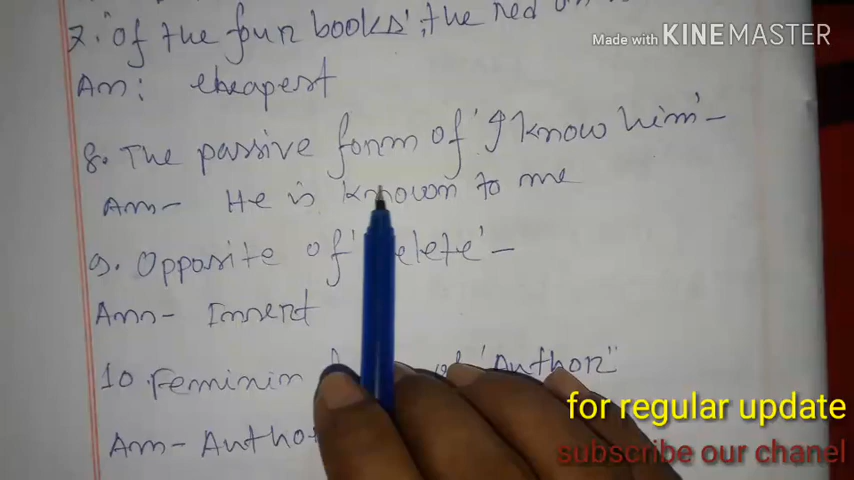 7. "of the four books', the red
Made with KINEMASTER
Ans: cheapest
8. The passive form of 'I know him' -
Ans- He is known to me
9. Opposite of 'elete' -
Ans- Insert
10. Feminin of 'Author"
Ans- Autho
for regular update
subscribe our chanel